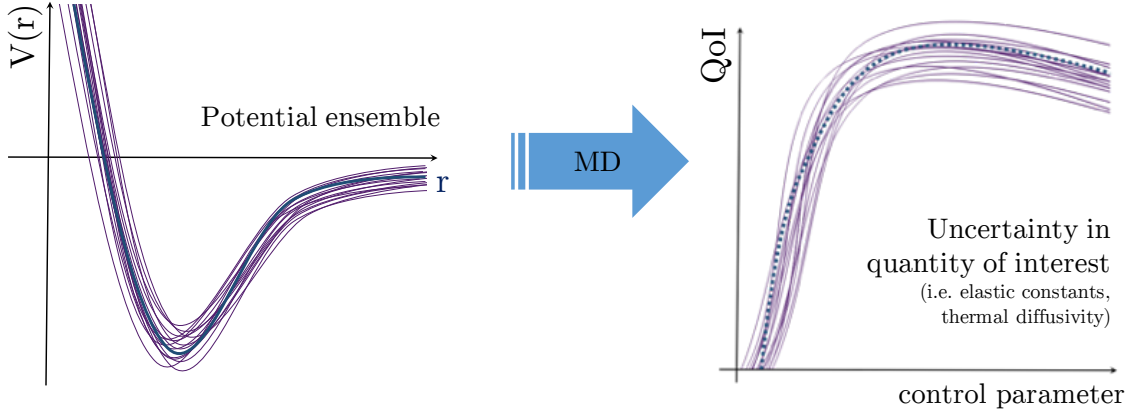 V(r)
Potential ensemble
r
MD
QoI
Uncertainty in
quantity of interest
(i.e. elastic constants,
thermal diffusivity)
control parameter